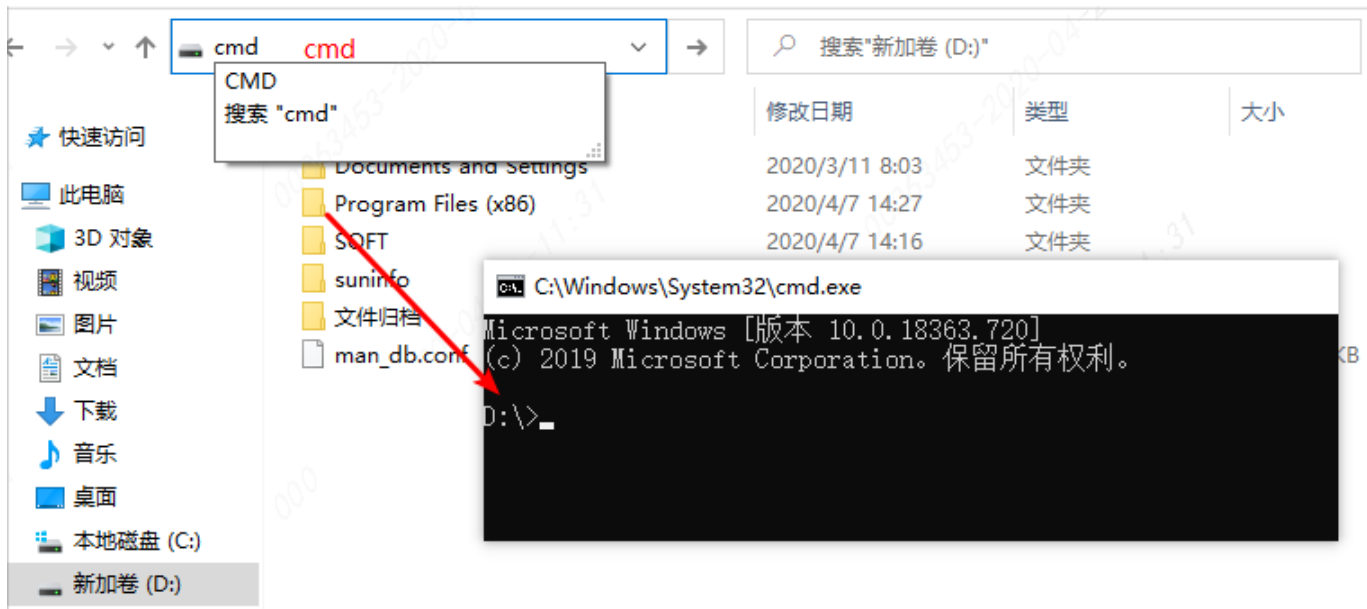 cmd cmd
搜索"新加卷 (D:)"
CMD
搜索 "cmd"
修改日期 类型 大小
快速访问
此电脑
3D 对象
视频
图片
文档
下载
音乐
桌面
本地磁盘 (C:)
新加卷 (D:)
Documents and Settings 2020/3/11 8:03 文件夹
Program Files (x86) 2020/4/7 14:27 文件夹
SOFT 2020/4/7 14:16 文件夹
suninfo
文件归档
man_db.conf
KB
C:\Windows\System32\cmd.exe
Microsoft Windows [版本 10.0.18363.720]
(c) 2019 Microsoft Corporation。保留所有权利。
D:\>